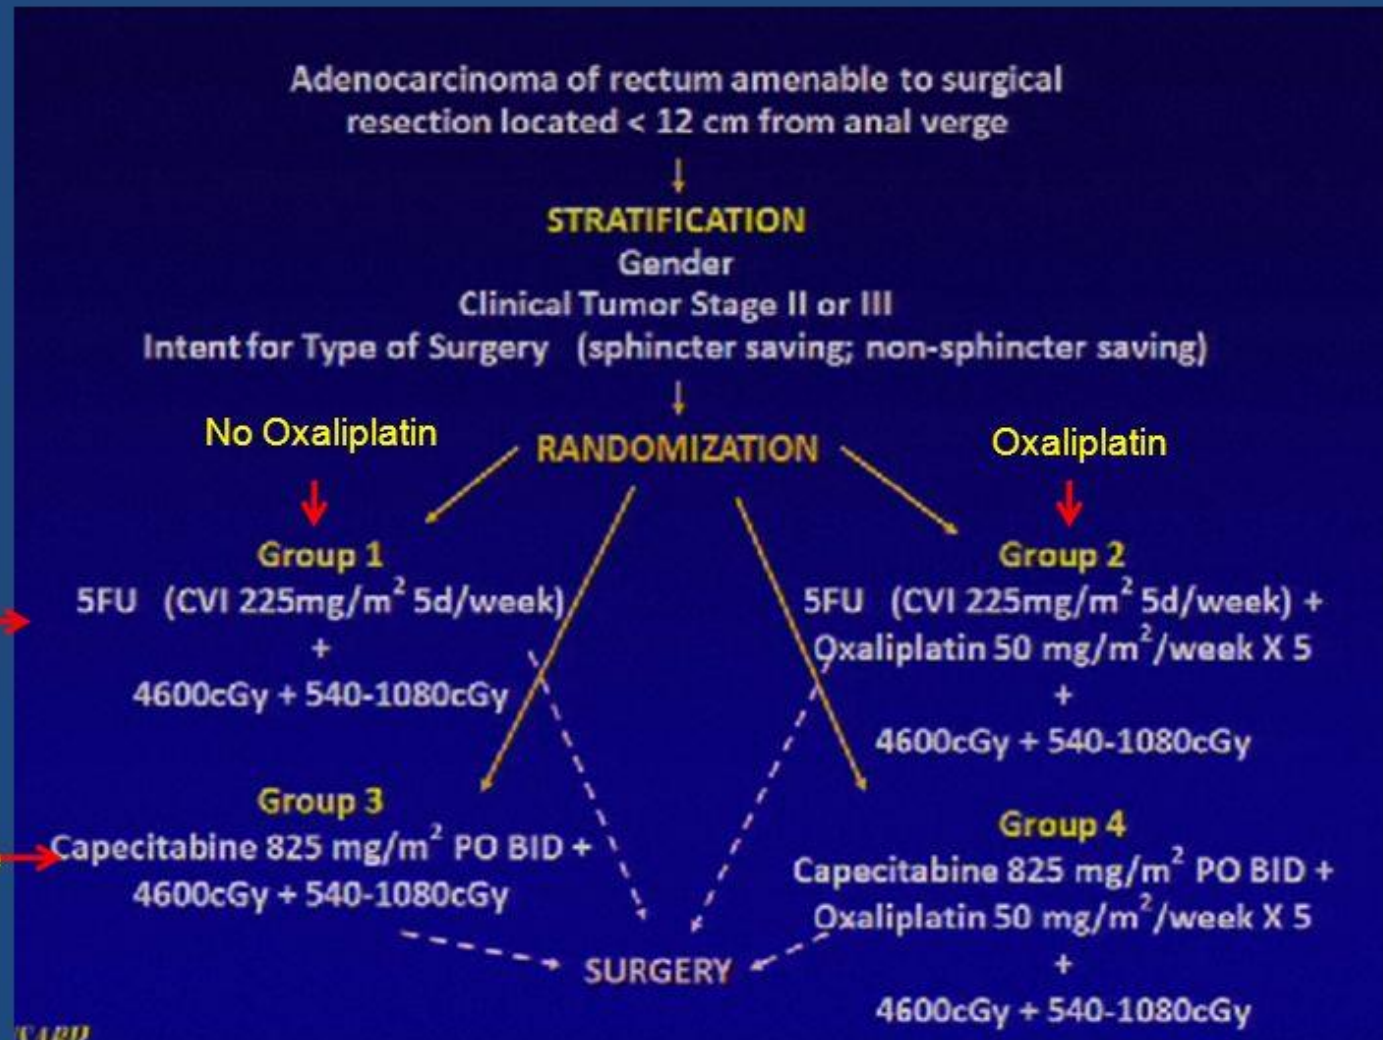 Adenocarcinoma of rectum amenable to surgical
resection located < 12 cm from anal verge
STRATIFICATION
Gender
Clinical Tumor Stage II or III
Intent for Type of Surgery (sphincter saving; non-sphincter saving)
RANDOMIZATION
No Oxaliplatin
Group 1
5FU (CVI 225mg/m² 5d/week)
+
4600cGy + 540-1080cGy
Oxaliplatin
Group 2
5FU (CVI 225mg/m² 5d/week) +
Oxaliplatin 50 mg/m²/week X 5
+
4600cGy + 540-1080cGy
Group 3
Capecitabine 825 mg/m² PO BID +
4600cGy + 540-1080cGy
Group 4
Capecitabine 825 mg/m² PO BID +
Oxaliplatin 50 mg/m²/week X 5
+
4600cGy + 540-1080cGy
SURGERY